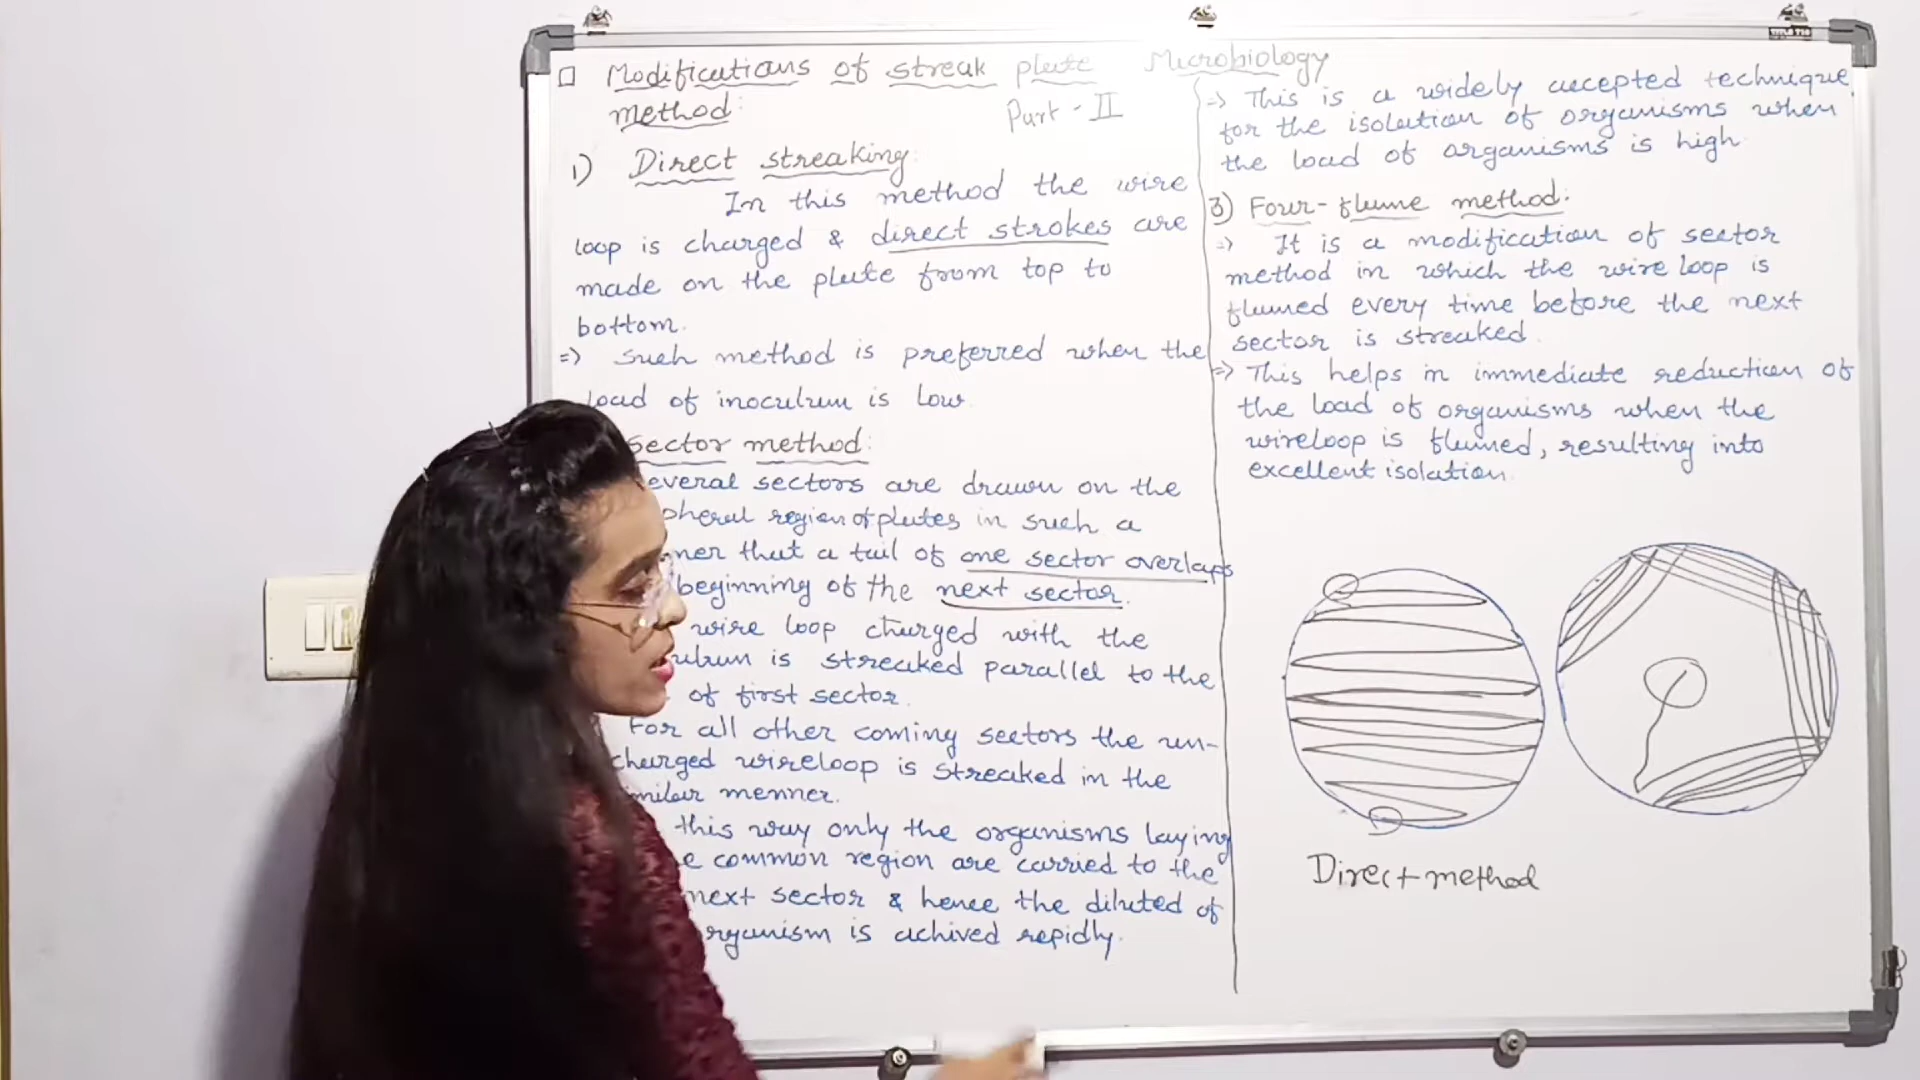 □ Modifications of streak plate Microbiology
method:
Part - II
1) Direct streaking:
In this method the wire
loop is charged & direct strokes are
made on the plate from top to
bottom.
=> such method is preferred when the
load of inoculum is low
sector method:
everal sectors are drawn on the
pheral region of plates in such a
ner that a tail of one sector overlaps
beginning of the next sector.
wire loop charged with the
ulum is streaked parallel to the
of first sector.
For all other coming sectors the un-
charged wireloop is streaked in the
milar menner.
this way only the organisms laying
e common region are carried to the
next sector & hence the diluted of
rganism is achived rapidly.
=> This is a widely accepted technique
for the isolation of organisms when
the load of organisms is high
3) Four-flame method:
=> It is a modification of sector
method in which the wire loop is
flamed every time before the next
sector is streaked.
=> This helps in immediate reduction of
the load of organisms when the
wireloop is flamed, resulting into
excellent isolation.
Direct method